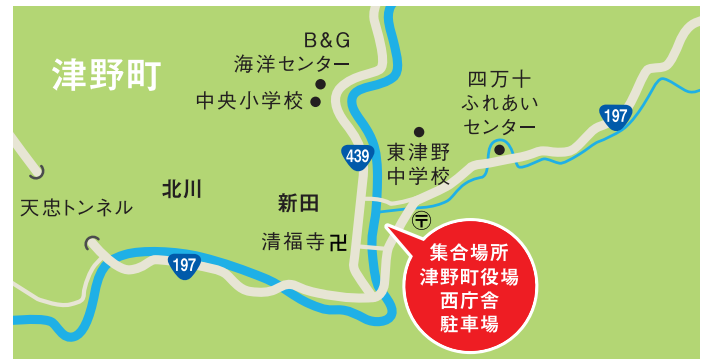 津野町
B&G
海洋センター
中央小学校
四万十
ふれあい
センター
197
439
東津野
中学校
北川
新田
天忠トンネル
清福寺卍
〒
197
集合場所
津野町役場
西庁舎
駐車場